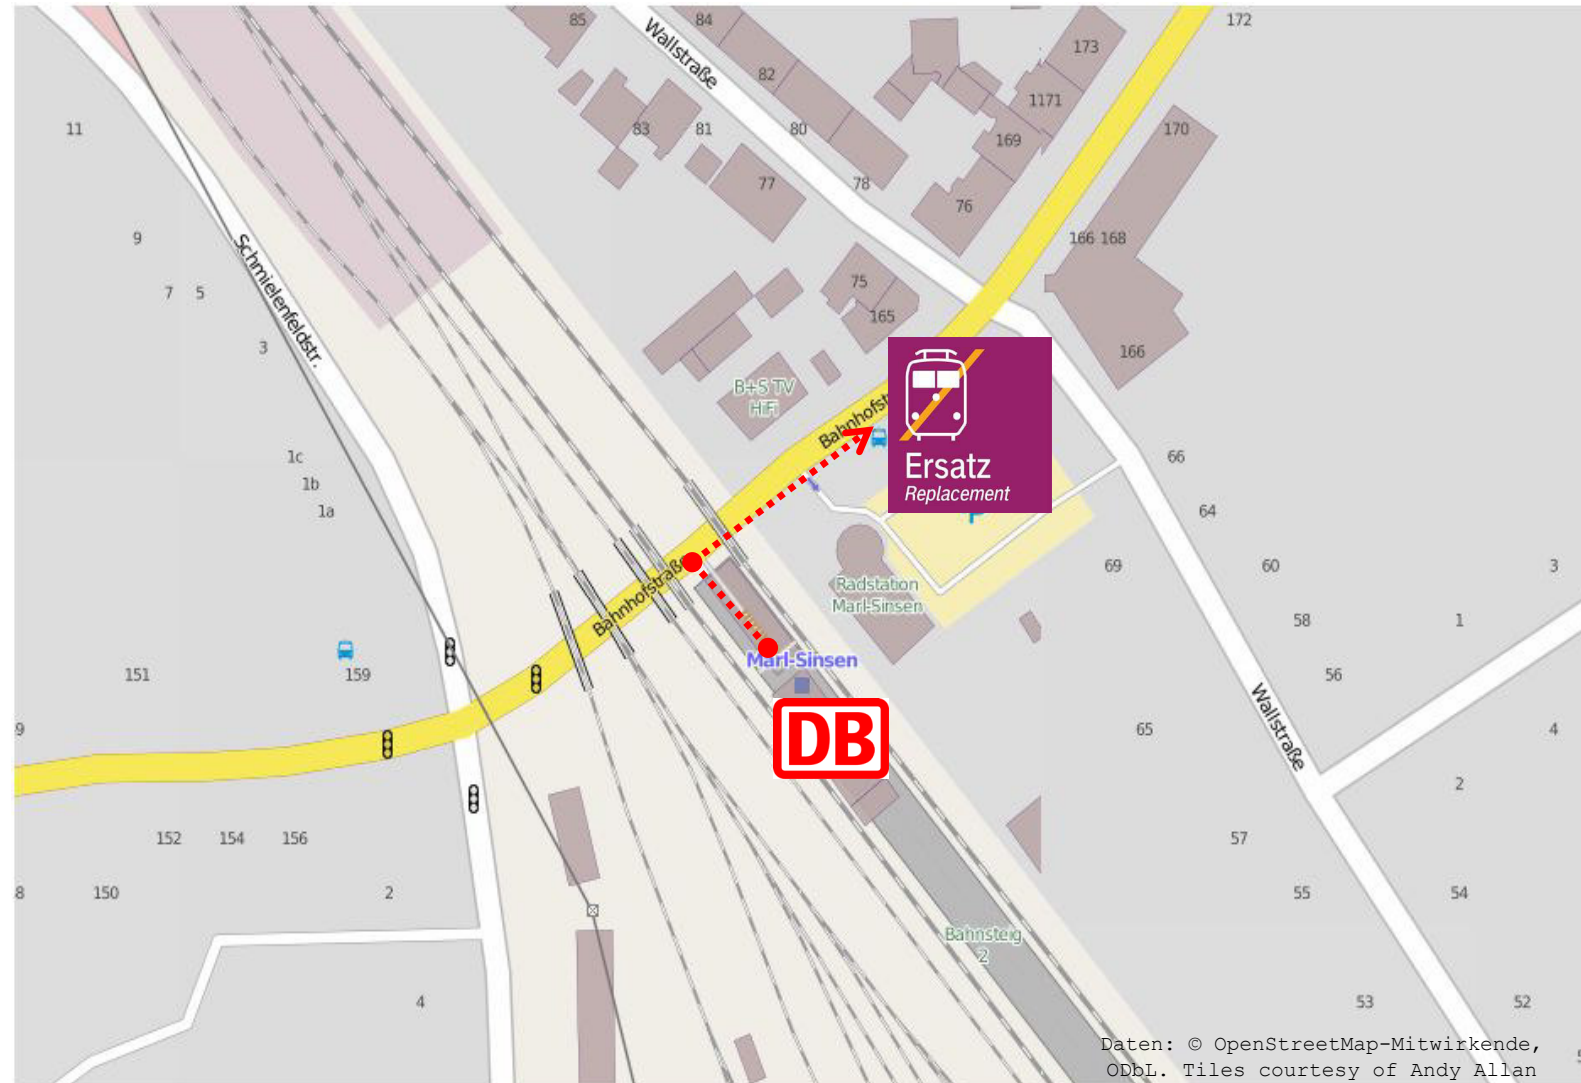 85
84
172
Wallstraße
173
82
1171
11
83
81
80
170
169
77
78
76
9
166 168
Schmielenfeldstr.
75
7
5
165
3
166
B+S TV
HiFi
Bahnhofst
1c
66
Ersatz
Replacement
1b
1a
64
P
69
60
3
Bahnhofstraße
Radstation
Marl-Sinsen
58
1
Marl-Sinsen
151
159
56
9
DB
65
Wallstraße
4
2
152
154
156
57
8
150
2
55
54
Bahnsteig
2
4
53
52
Daten: © OpenStreetMap-Mitwirkende,
ODbL. Tiles courtesy of Andy Allan